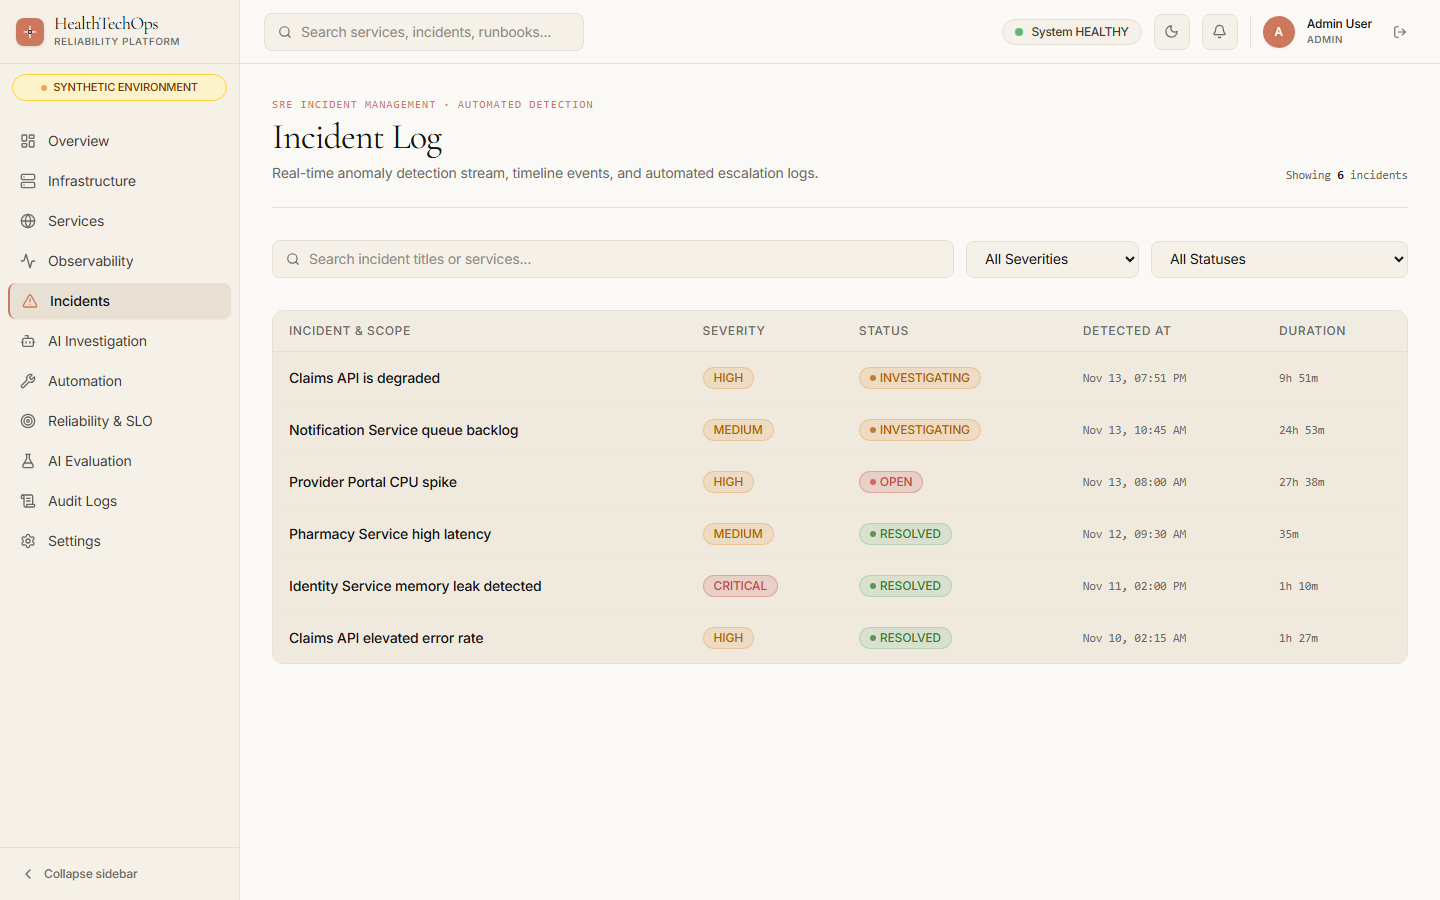 HealthTechOps
RELIABILITY PLATFORM
Search services, incidents, runbooks...
System HEALTHY
A
Admin User
ADMIN
SYNTHETIC ENVIRONMENT
Overview
Infrastructure
Services
Observability
Incidents
AI Investigation
Automation
Reliability & SLO
AI Evaluation
Audit Logs
Settings
Collapse sidebar
SRE INCIDENT MANAGEMENT · AUTOMATED DETECTION
Incident Log
Real-time anomaly detection stream, timeline events, and automated escalation logs.
Showing 6 incidents
Search incident titles or services...
All Severities
All Statuses
INCIDENT & SCOPE SEVERITY STATUS DETECTED AT DURATION
Claims API is degraded HIGH INVESTIGATING Nov 13, 07:51 PM 9h 51m
Notification Service queue backlog MEDIUM INVESTIGATING Nov 13, 10:45 AM 24h 53m
Provider Portal CPU spike HIGH OPEN Nov 13, 08:00 AM 27h 38m
Pharmacy Service high latency MEDIUM RESOLVED Nov 12, 09:30 AM 35m
Identity Service memory leak detected CRITICAL RESOLVED Nov 11, 02:00 PM 1h 10m
Claims API elevated error rate HIGH RESOLVED Nov 10, 02:15 AM 1h 27m